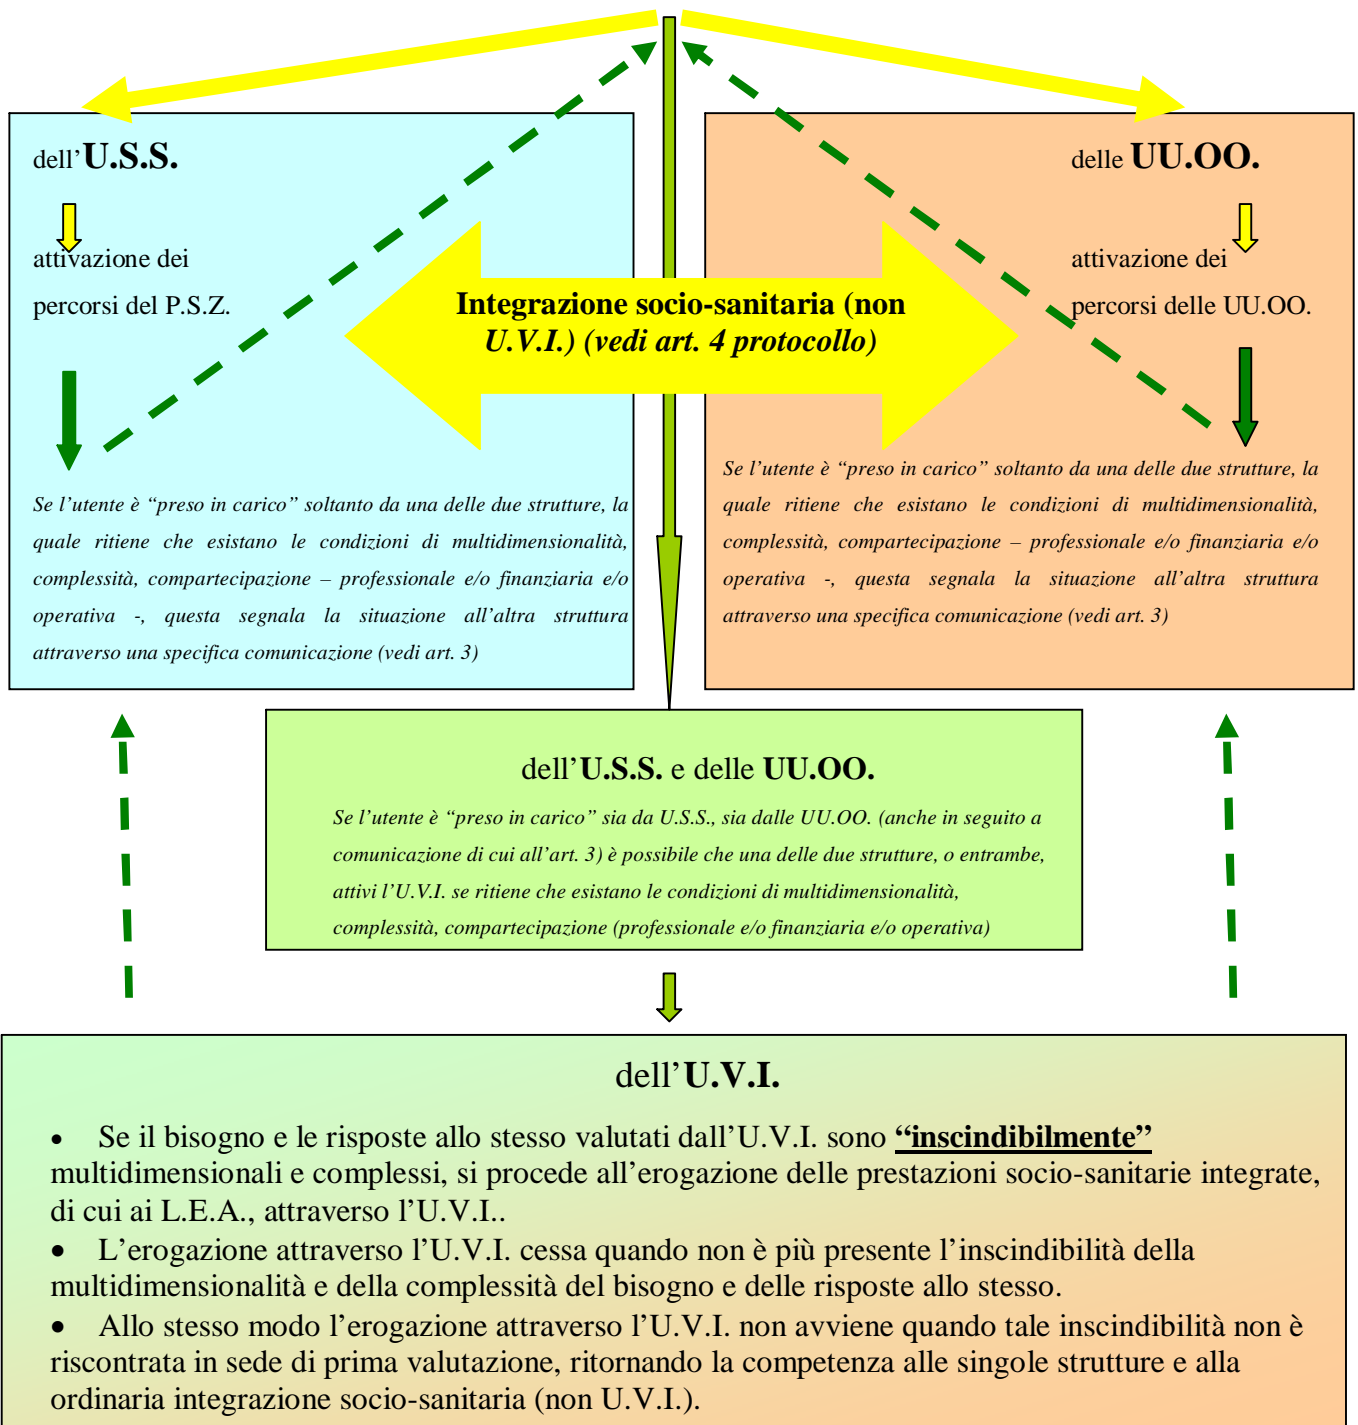 dell’U.S.S.
attivazione dei
percorsi del P.S.Z.
Se l’utente è “preso in carico” soltanto da una delle due strutture, la
quale ritiene che esistano le condizioni di multidimensionalità,
complessità, compartecipazione – professionale e/o finanziaria e/o
operativa -, questa segnala la situazione all’altra struttura
attraverso una specifica comunicazione (vedi art. 3)
Integrazione socio-sanitaria (non
U.V.I.) (vedi art. 4 protocollo)
delle UU.OO.
attivazione dei
percorsi delle UU.OO.
Se l’utente è “preso in carico” soltanto da una delle due strutture, la
quale ritiene che esistano le condizioni di multidimensionalità,
complessità, compartecipazione – professionale e/o finanziaria e/o
operativa -, questa segnala la situazione all’altra struttura
attraverso una specifica comunicazione (vedi art. 3)
dell’U.S.S. e delle UU.OO.
Se l’utente è “preso in carico” sia da U.S.S., sia dalle UU.OO. (anche in seguito a
comunicazione di cui all’art. 3) è possibile che una delle due strutture, o entrambe,
attivi l’U.V.I. se ritiene che esistano le condizioni di multidimensionalità,
complessità, compartecipazione (professionale e/o finanziaria e/o operativa)
dell’U.V.I.
• Se il bisogno e le risposte allo stesso valutati dall’U.V.I. sono “inscindibilmente”
multidimensionali e complessi, si procede all’erogazione delle prestazioni socio-sanitarie integrate,
di cui ai L.E.A., attraverso l’U.V.I..
• L’erogazione attraverso l’U.V.I. cessa quando non è più presente l’inscindibilità della
multidimensionalità e della complessità del bisogno e delle risposte allo stesso.
• Allo stesso modo l’erogazione attraverso l’U.V.I. non avviene quando tale inscindibilità non è
riscontrata in sede di prima valutazione, ritornando la competenza alle singole strutture e alla
ordinaria integrazione socio-sanitaria (non U.V.I.).